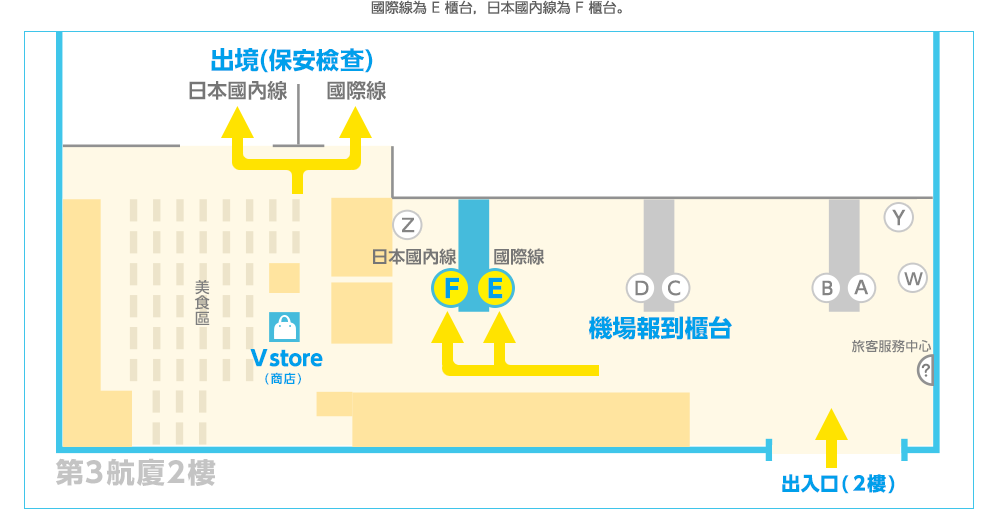 國際線為 E 櫃台，日本國內線為 F 櫃台。
出境(保安檢查)
日本國內線
國際線
Z
Y
日本國內線
國際線
F
E
D
C
B
A
W
美食區
V store
(商店)
機場報到櫃台
旅客服務中心
?
第3航廈2樓
出入口(2樓)